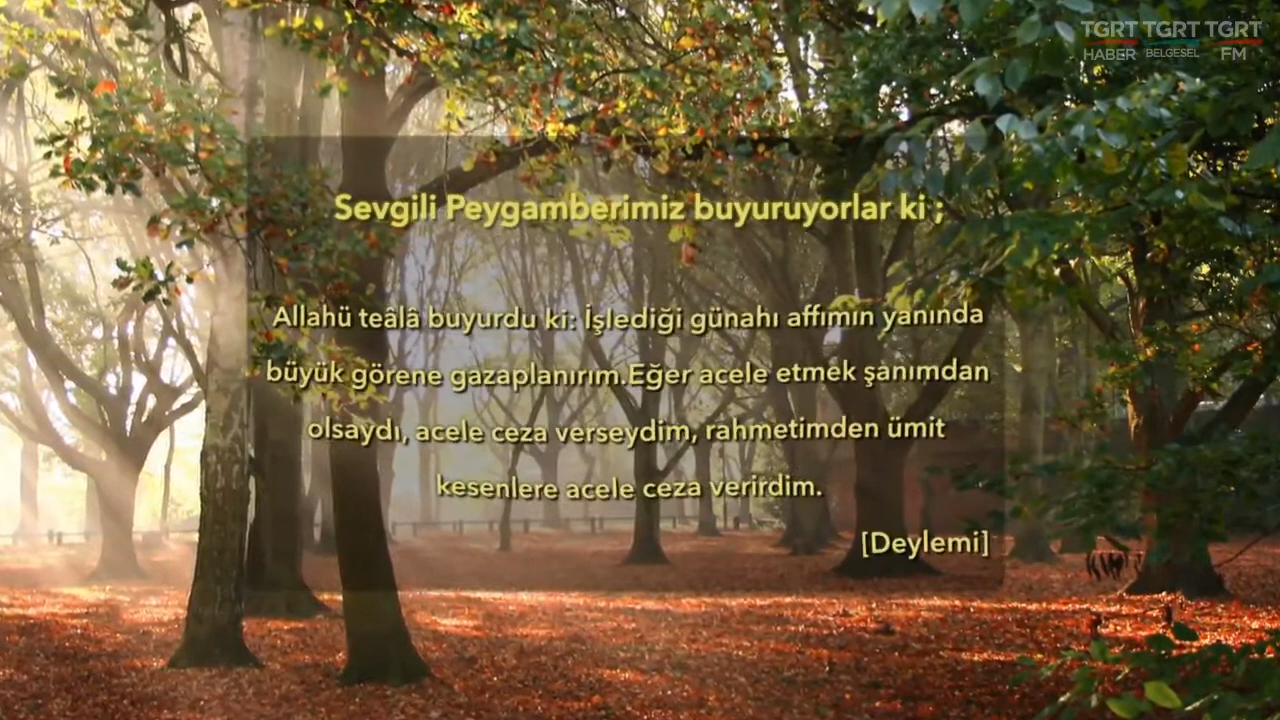 TGRT TGRT TGRT
HABER BELGESEL FM
Sevgili Peygamberimiz buyuruyorlar ki ;
Allahü teâlâ buyurdu ki: İşlediği günahı affımın yanında
büyük görene gazaplanırım.Eğer acele etmek şanımdan
olsaydı, acele ceza verseydim, rahmetimden ümit
kesenlere acele ceza verirdim.
[Deylemi]